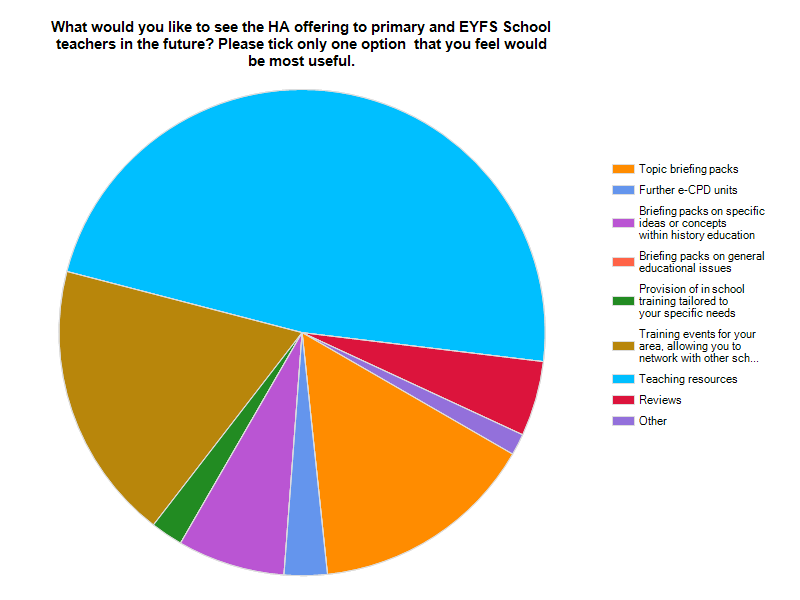 What would you like to see the HA offering to primary and EYFS School
teachers in the future? Please tick only one option  that you feel would
be most useful.
Topic briefing packs
Further e-CPD units
Briefing packs on specific
ideas or concepts
within history education
Briefing packs on general
educational issues
Provision of in school
training tailored to
your specific needs
Training events for your
area, allowing you to
network with other sch...
Teaching resources
Reviews
Other